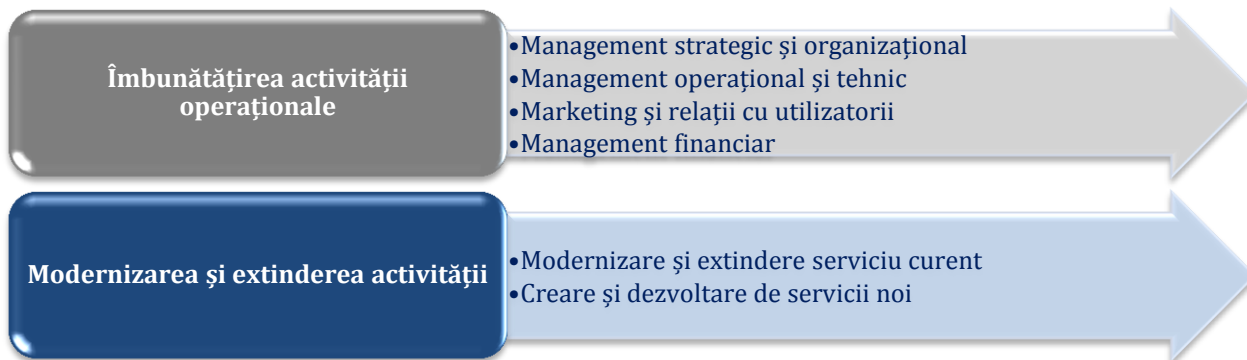 Îmbunătățirea activității
operaționale
•Management strategic și organizațional
•Management operațional și tehnic
•Marketing și relații cu utilizatorii
•Management financiar
Modernizarea și extinderea activității
•Modernizare și extindere serviciu curent
•Creare și dezvoltare de servicii noi